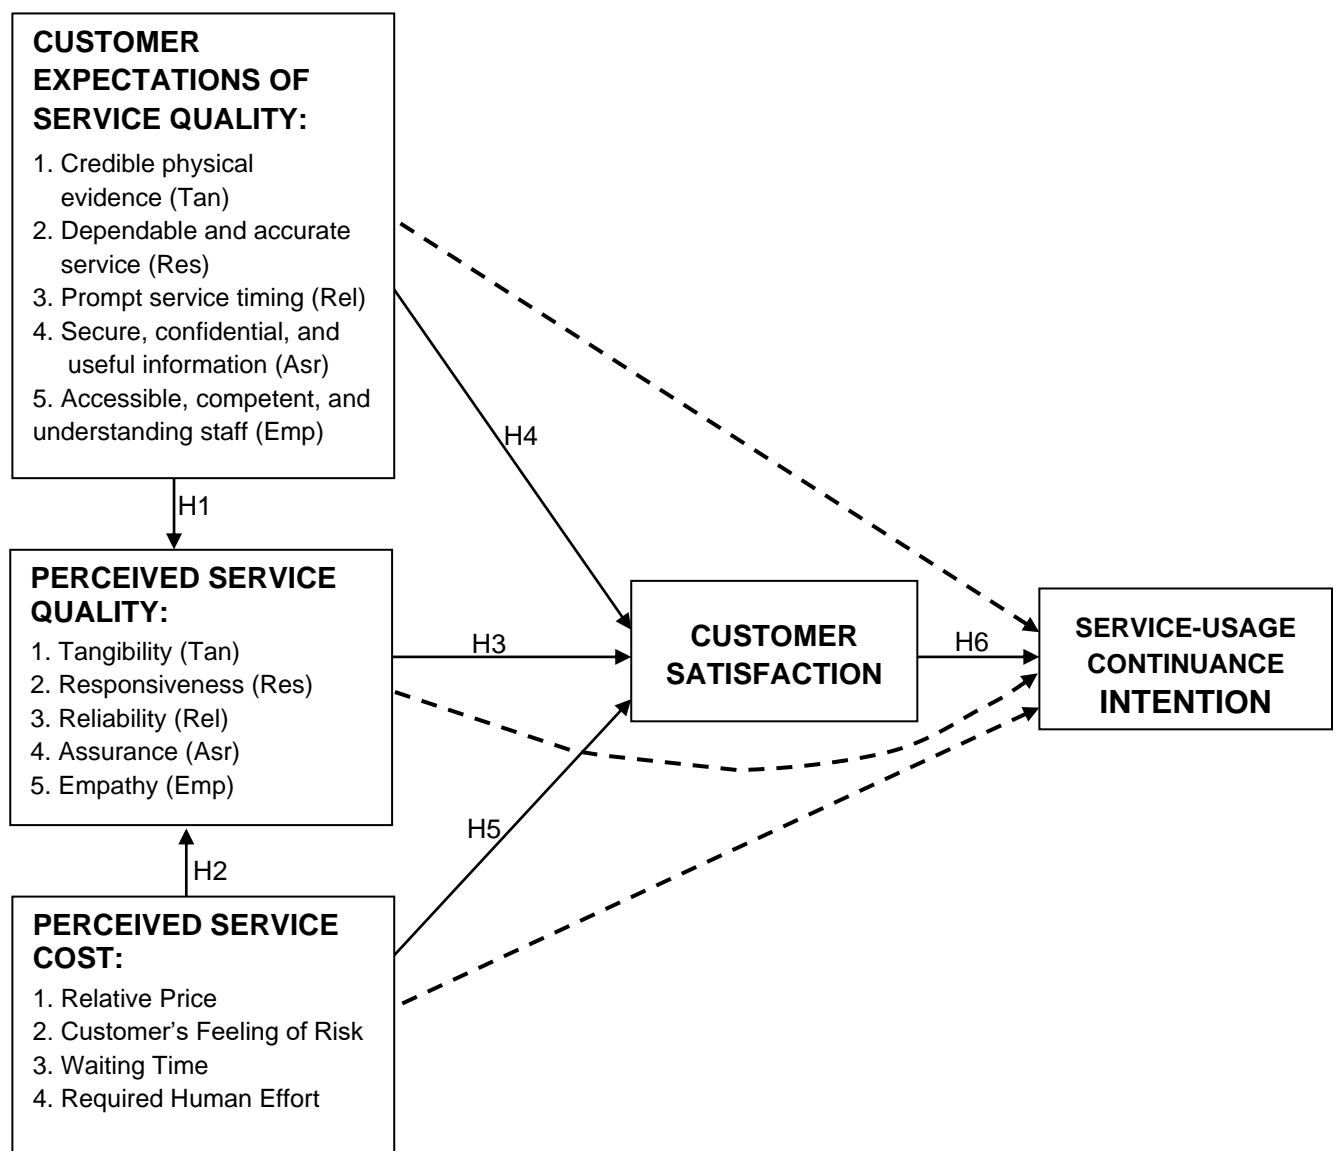 CUSTOMER
EXPECTATIONS OF
SERVICE QUALITY:
1. Credible physical
evidence (Tan)
2. Dependable and accurate
service (Res)
3. Prompt service timing (Rel)
4. Secure, confidential, and
useful information (Asr)
5. Accessible, competent, and
understanding staff (Emp)
H4
H1
PERCEIVED SERVICE
QUALITY:
1. Tangibility (Tan)
2. Responsiveness (Res)
3. Reliability (Rel)
4. Assurance (Asr)
5. Empathy (Emp)
H3
CUSTOMER
SATISFACTION
H6
SERVICE-USAGE
CONTINUANCE
INTENTION
H5
H2
PERCEIVED SERVICE
COST:
1. Relative Price
2. Customer’s Feeling of Risk
3. Waiting Time
4. Required Human Effort